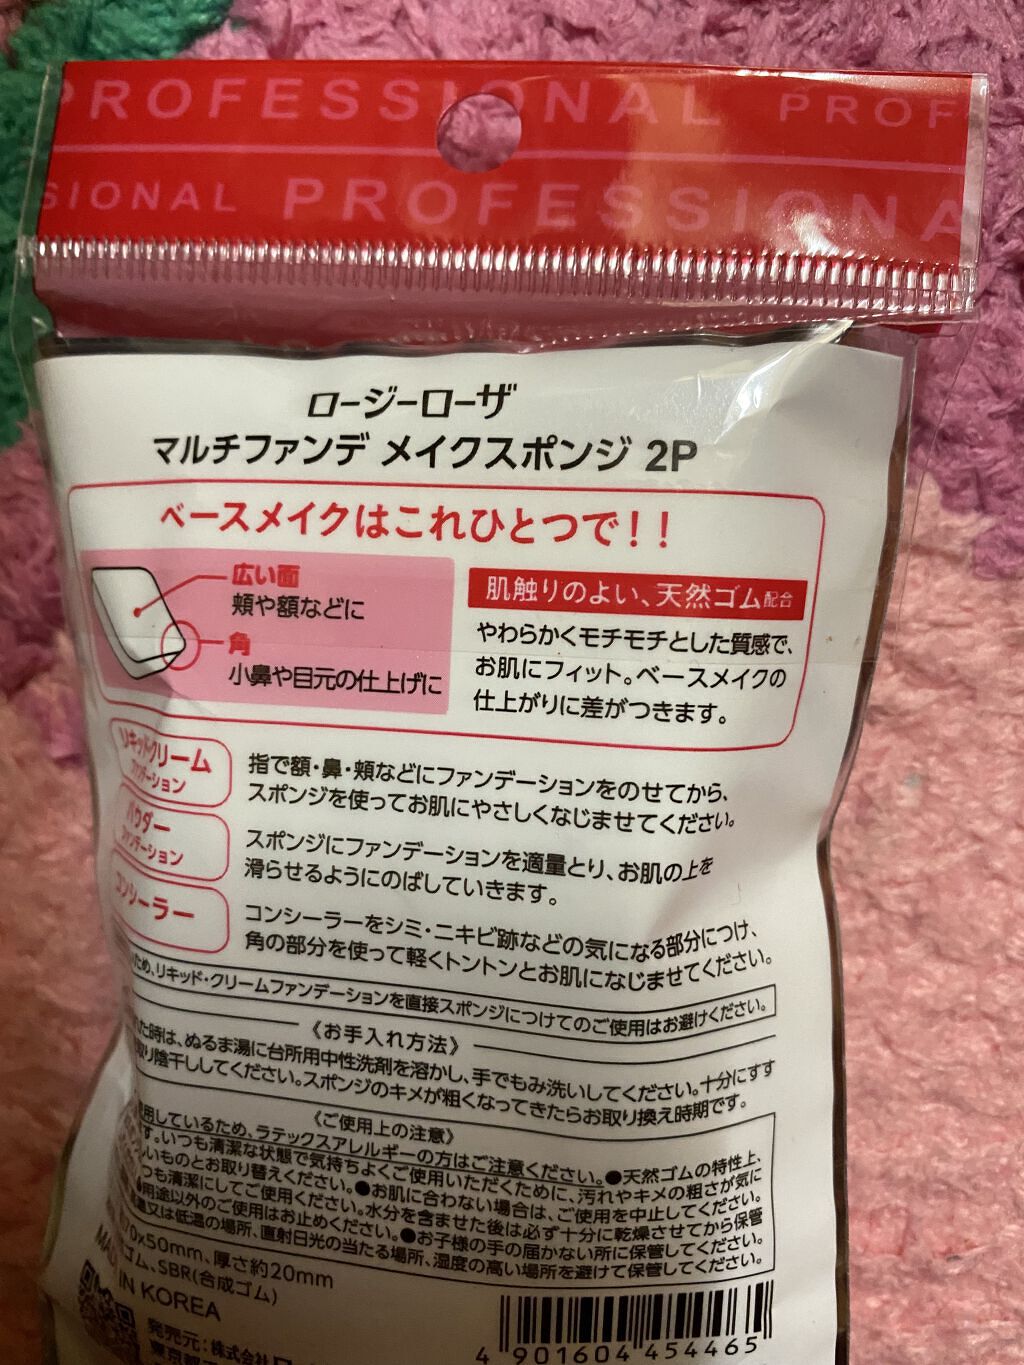 PROFESSIONAL PROF
SIONAL PROFESSIONA
ロージーローザ
マルチファンデ メイクスポンジ 2P
ベースメイクはこれひとつで!!
広い面
頬や額などに
角
小鼻や目元の仕上げに
肌触りのよい、天然ゴム配合
やわらかくモチモチとした質感で、
お肌にフィット。ベースメイクの
仕上がりに差がつきます。
リキッド・クリーム
ファンデーション
指で額・鼻・頬などにファンデーションをのせてから、
スポンジを使ってお肌にやさしくなじませてください。
パウダー
ファンデーション
スポンジにファンデーションを適量とり、お肌の上を
滑らせるようにのばしていきます。
コンシーラー
コンシーラーをシミ・ニキビ跡などの気になる部分につけ、
角の部分を使って軽くトントンとお肌になじませてください。
ため、リキッド・クリームファンデーションを直接スポンジにつけてのご使用はお避けください。
《お手入れ方法》
れた時は、ぬるま湯に台所用中性洗剤を溶かし、手でもみ洗いしてください。十分にすす
取り陰干ししてください。スポンジのキメが粗くなってきたらお取り換え時期です。
《ご使用上の注意》
使用しているため、ラテックスアレルギーの方はご注意ください。●天然ゴムの特性上、
す。いつも清潔な状態で気持ちよくご使用いただくために、汚れやキメの粗さが気に
しいものとお取り替えください。●お肌に合わない場合は、ご使用を中止してください。
つも清潔にしてご使用ください。水分を含ませた後は必ず十分に乾燥させてから保管
●用途以外のご使用はお止めください。●お子様の手の届かない所に保管してください。
又は低温の場所、直射日光の当たる場所、湿度の高い場所を避けて保管してください。
70x50mm、厚さ約20mm
ゴム、SBR(合成ゴム)
MADE IN KOREA
発売元:株式会社
東京都
4 901604 454465